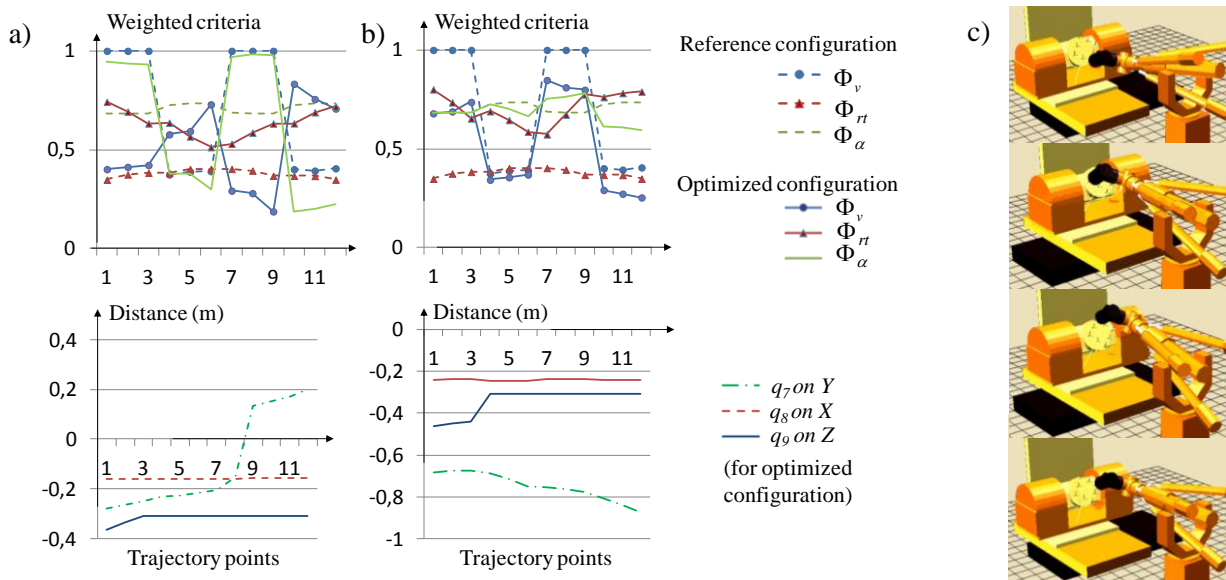 a)
Weighted criteria
1
0,5
0
1 3 5 7 9 11
Distance (m)
0,4
0,2
0
1 3 5 7 9 11
-0,2
-0,4
Trajectory points
b)
Weighted criteria
1
0,5
0
1 3 5 7 9 11
Distance (m)
0
1 3 5 7 9 11
-0,2
-0,4
-0,6
-0,8
-1
Trajectory points
Reference configuration
Φv
Φrt
Φα
Optimized configuration
Φv
Φrt
Φα
q7 on Y
q8 on X
q9 on Z
(for optimized
configuration)
c)